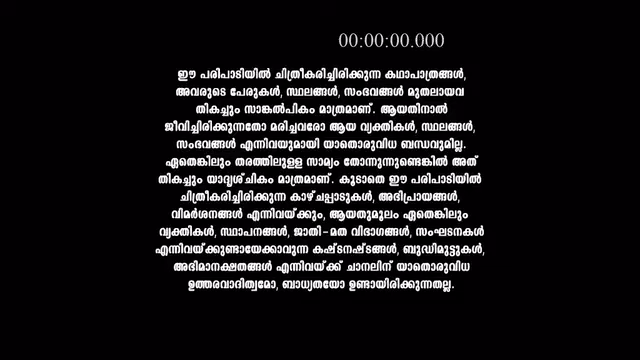 00:00:00.000
ഈ പരിപാടിയിൽ ചിത്രീകരിച്ചിരിക്കുന്ന കഥാപാത്രങ്ങൾ,
അവരുടെ പേരുകൾ, സ്ഥലങ്ങൾ, സംഭവങ്ങൾ മുതലായവ
തികച്ചും സാങ്കൽപികം മാത്രമാണ്. ആയതിനാൽ
ജീവിച്ചിരിക്കുന്നതോ മരിച്ചവരോ ആയ വ്യക്തികൾ, സ്ഥലങ്ങൾ,
സംഭവങ്ങൾ എന്നിവയുമായി യാതൊരുവിധ ബന്ധവുമില്ല.
ഏതെങ്കിലും തരത്തിലുള്ള സാമ്യം തോന്നുന്നുണ്ടെങ്കിൽ അത്
തികച്ചും യാദൃശ്ചികം മാത്രമാണ്. കൂടാതെ ഈ പരിപാടിയിൽ
ചിത്രീകരിച്ചിരിക്കുന്ന കാഴ്ചപ്പാടുകൾ, അഭിപ്രായങ്ങൾ,
വിമർശനങ്ങൾ എന്നിവയ്ക്കും, ആയതുമൂലം ഏതെങ്കിലും
വ്യക്തികൾ, സ്ഥാപനങ്ങൾ, ജാതി-മത വിഭാഗങ്ങൾ, സംഘടനകൾ
എന്നിവയ്ക്കുണ്ടായേക്കാവുന്ന കഷ്ടനഷ്ടങ്ങൾ, ബുദ്ധിമുട്ടുകൾ,
അഭിമാനക്ഷതങ്ങൾ എന്നിവയ്ക്ക് ചാനലിന് യാതൊരുവിധ
ഉത്തരവാദിത്വമോ, ബാധ്യതയോ ഉണ്ടായിരിക്കുന്നതല്ല.